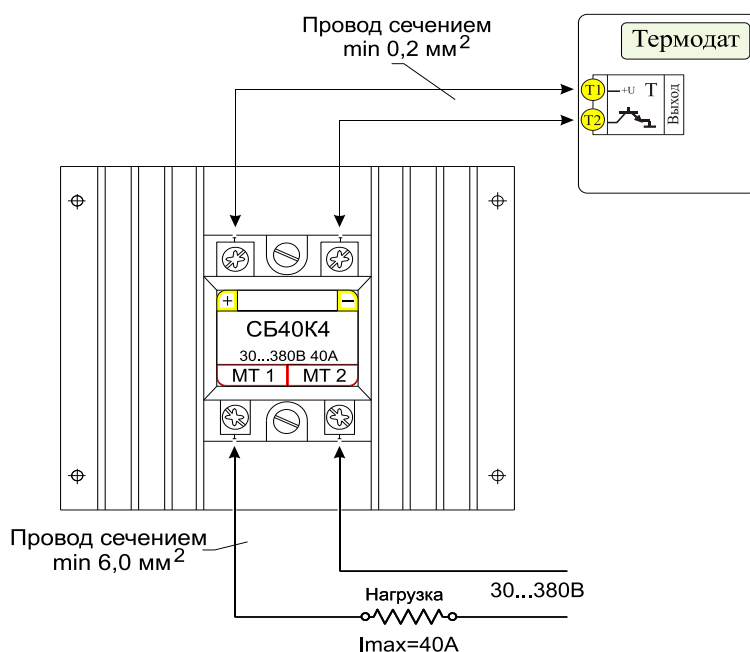 Провод сечением
min 0,2 мм²
Термодат
T1
+U
T
T2
Выход
+
−
СБ40К4
30...380В 40А
МТ 1
МТ 2
Провод сечением
min 6,0 мм²
30...380В
Нагрузка
Imax=40А